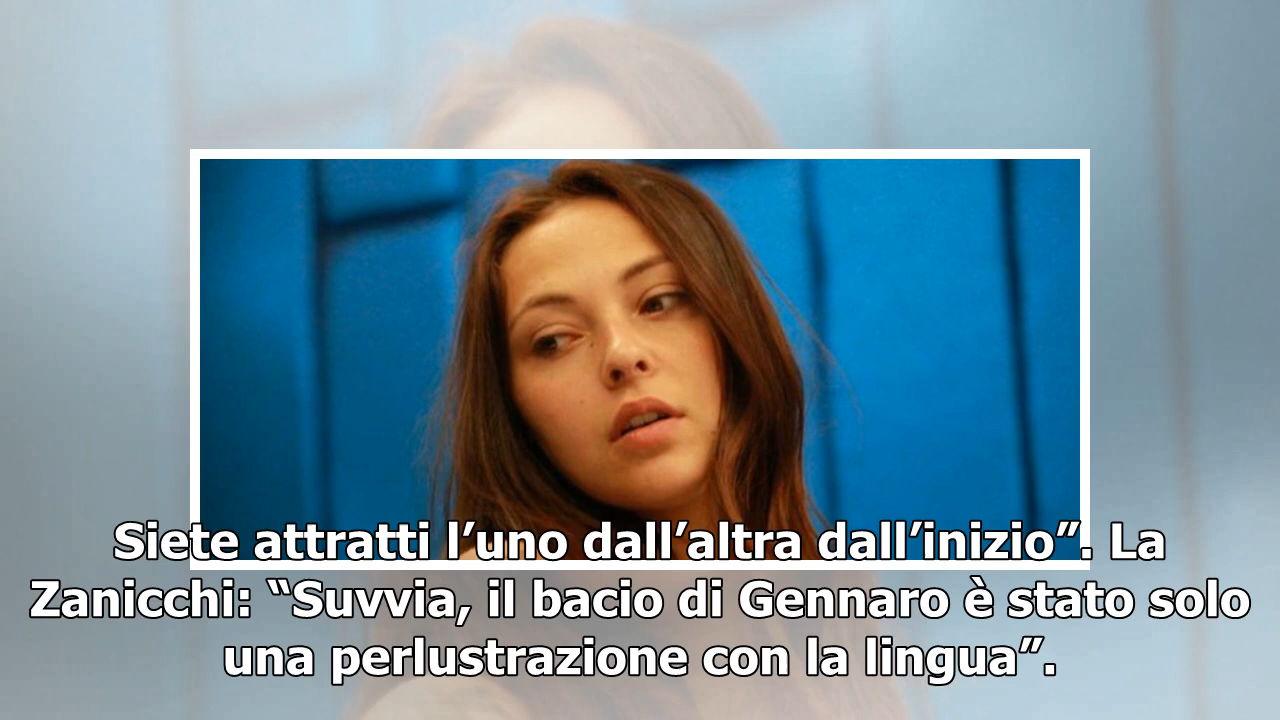 Siete attratti l’uno dall’altra dall’inizio”. La
Zanicchi: “Suvvia, il bacio di Gennaro è stato solo
una perlustrazione con la lingua”.